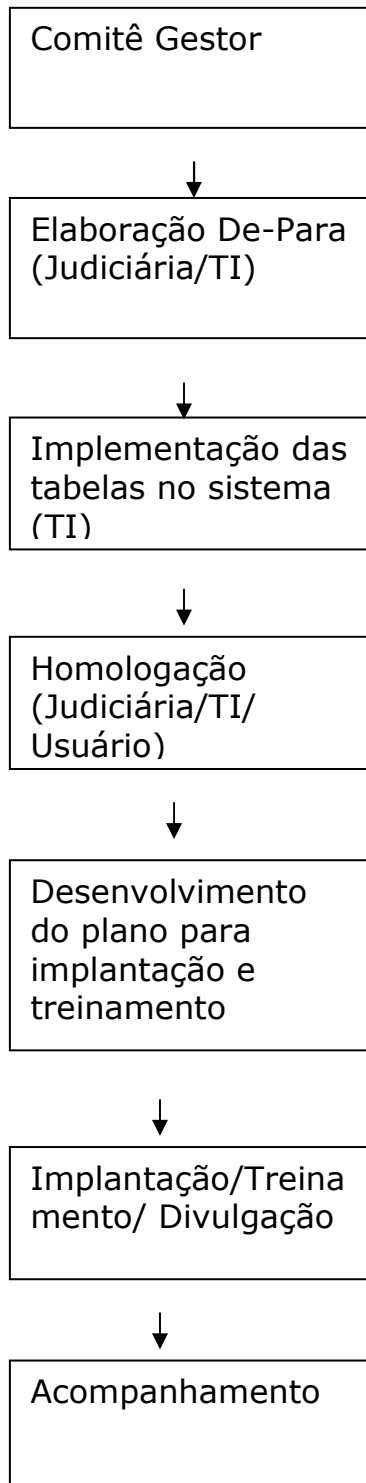 Comitê Gestor
Elaboração De-Para
(Judiciária/TI)
Implementação das
tabelas no sistema
(TI)
Homologação
(Judiciária/TI/
Usuário)
Desenvolvimento
do plano para
implantação e
treinamento
Implantação/Treina
mento/ Divulgação
Acompanhamento